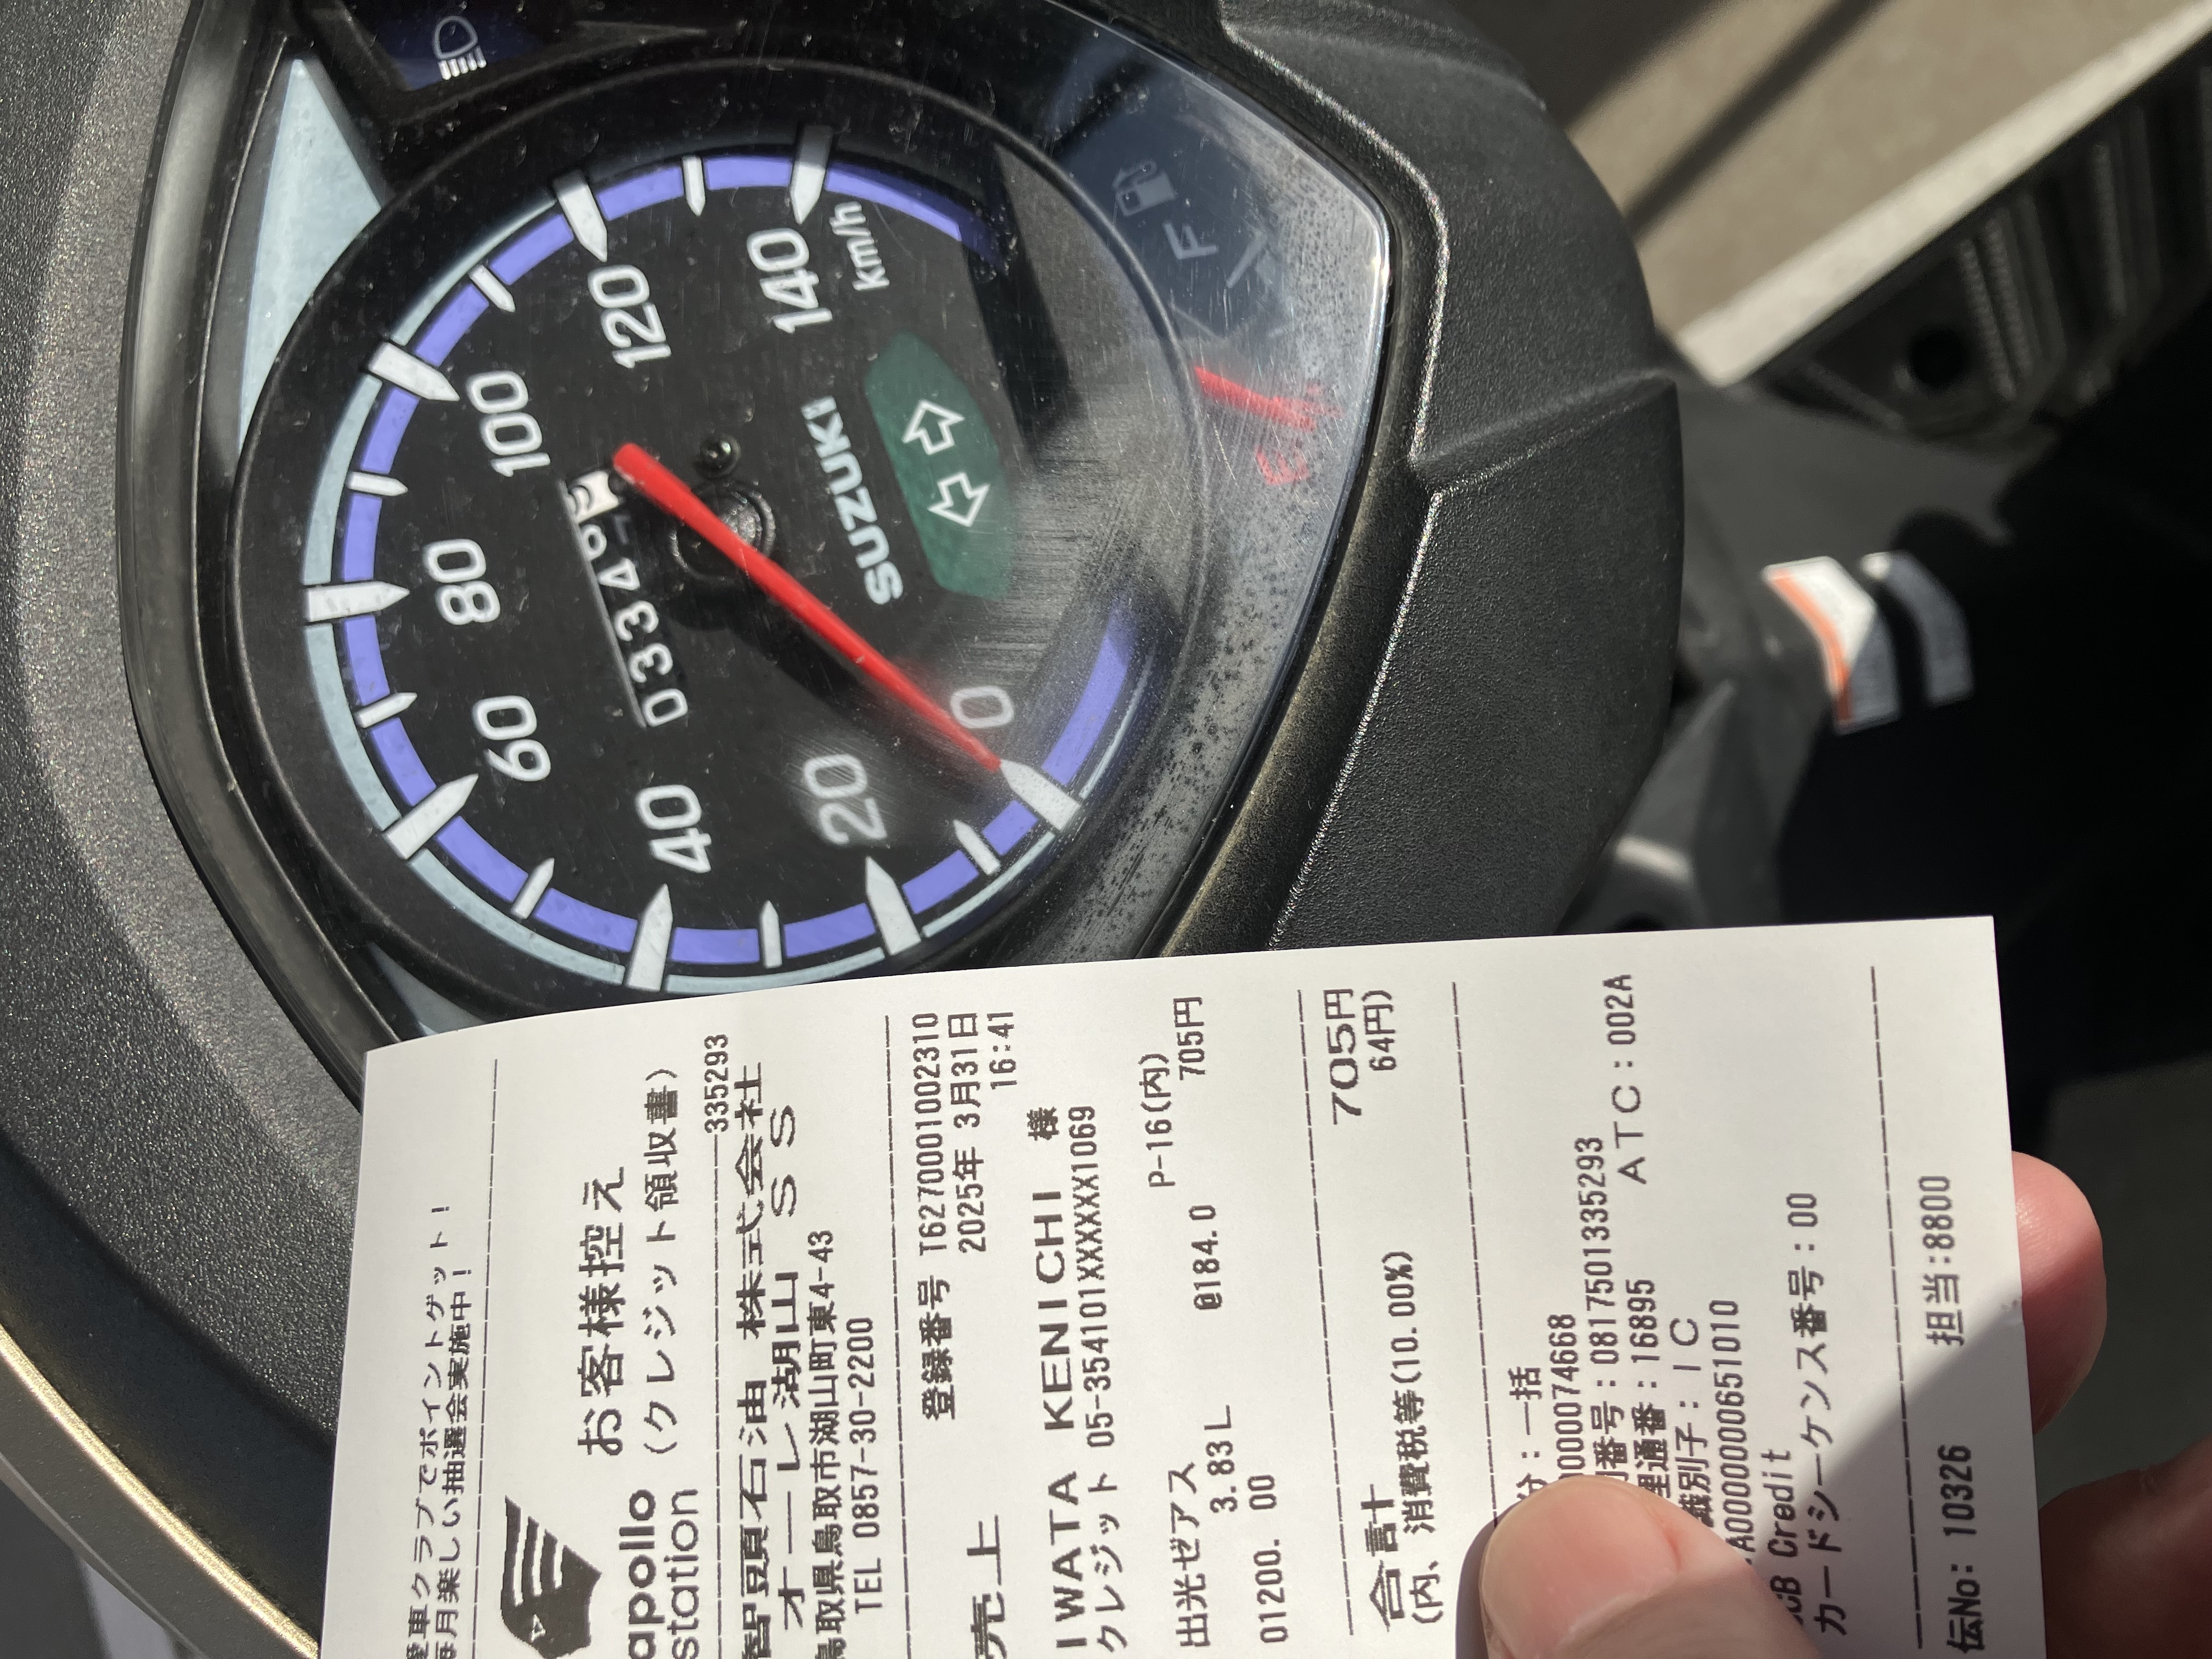 愛車クラブでポイントゲット！
毎月楽しい抽選会実施中！
apollo
station
お客様控え
（クレジット領収書）
335293
智頭石油 株式会社
オーレ湖山 ＳＳ
鳥取県鳥取市湖山町東4-43
TEL 0857-30-2200
登録番号 T6270001002310
売上
2025年 3月31日
16:41
IWATA KENICHI 様
クレジット 05-354101XXXXXX1069
P-16(内)
出光ゼアス
3.83L @184.0 705円
01200. 00
合計 705円
(内、消費税等(10.00%) 64円)
分：一括
0000074668
番号：0817501335293
理通番：16895 ATC：002A
識別子：IC
A0000000651010
CB Credit
カードシーケンス番号：00
伝No: 10326 担当:8800
0
20
40
60
80
100
120
140
km/h
0334
SUZUKI
E
F